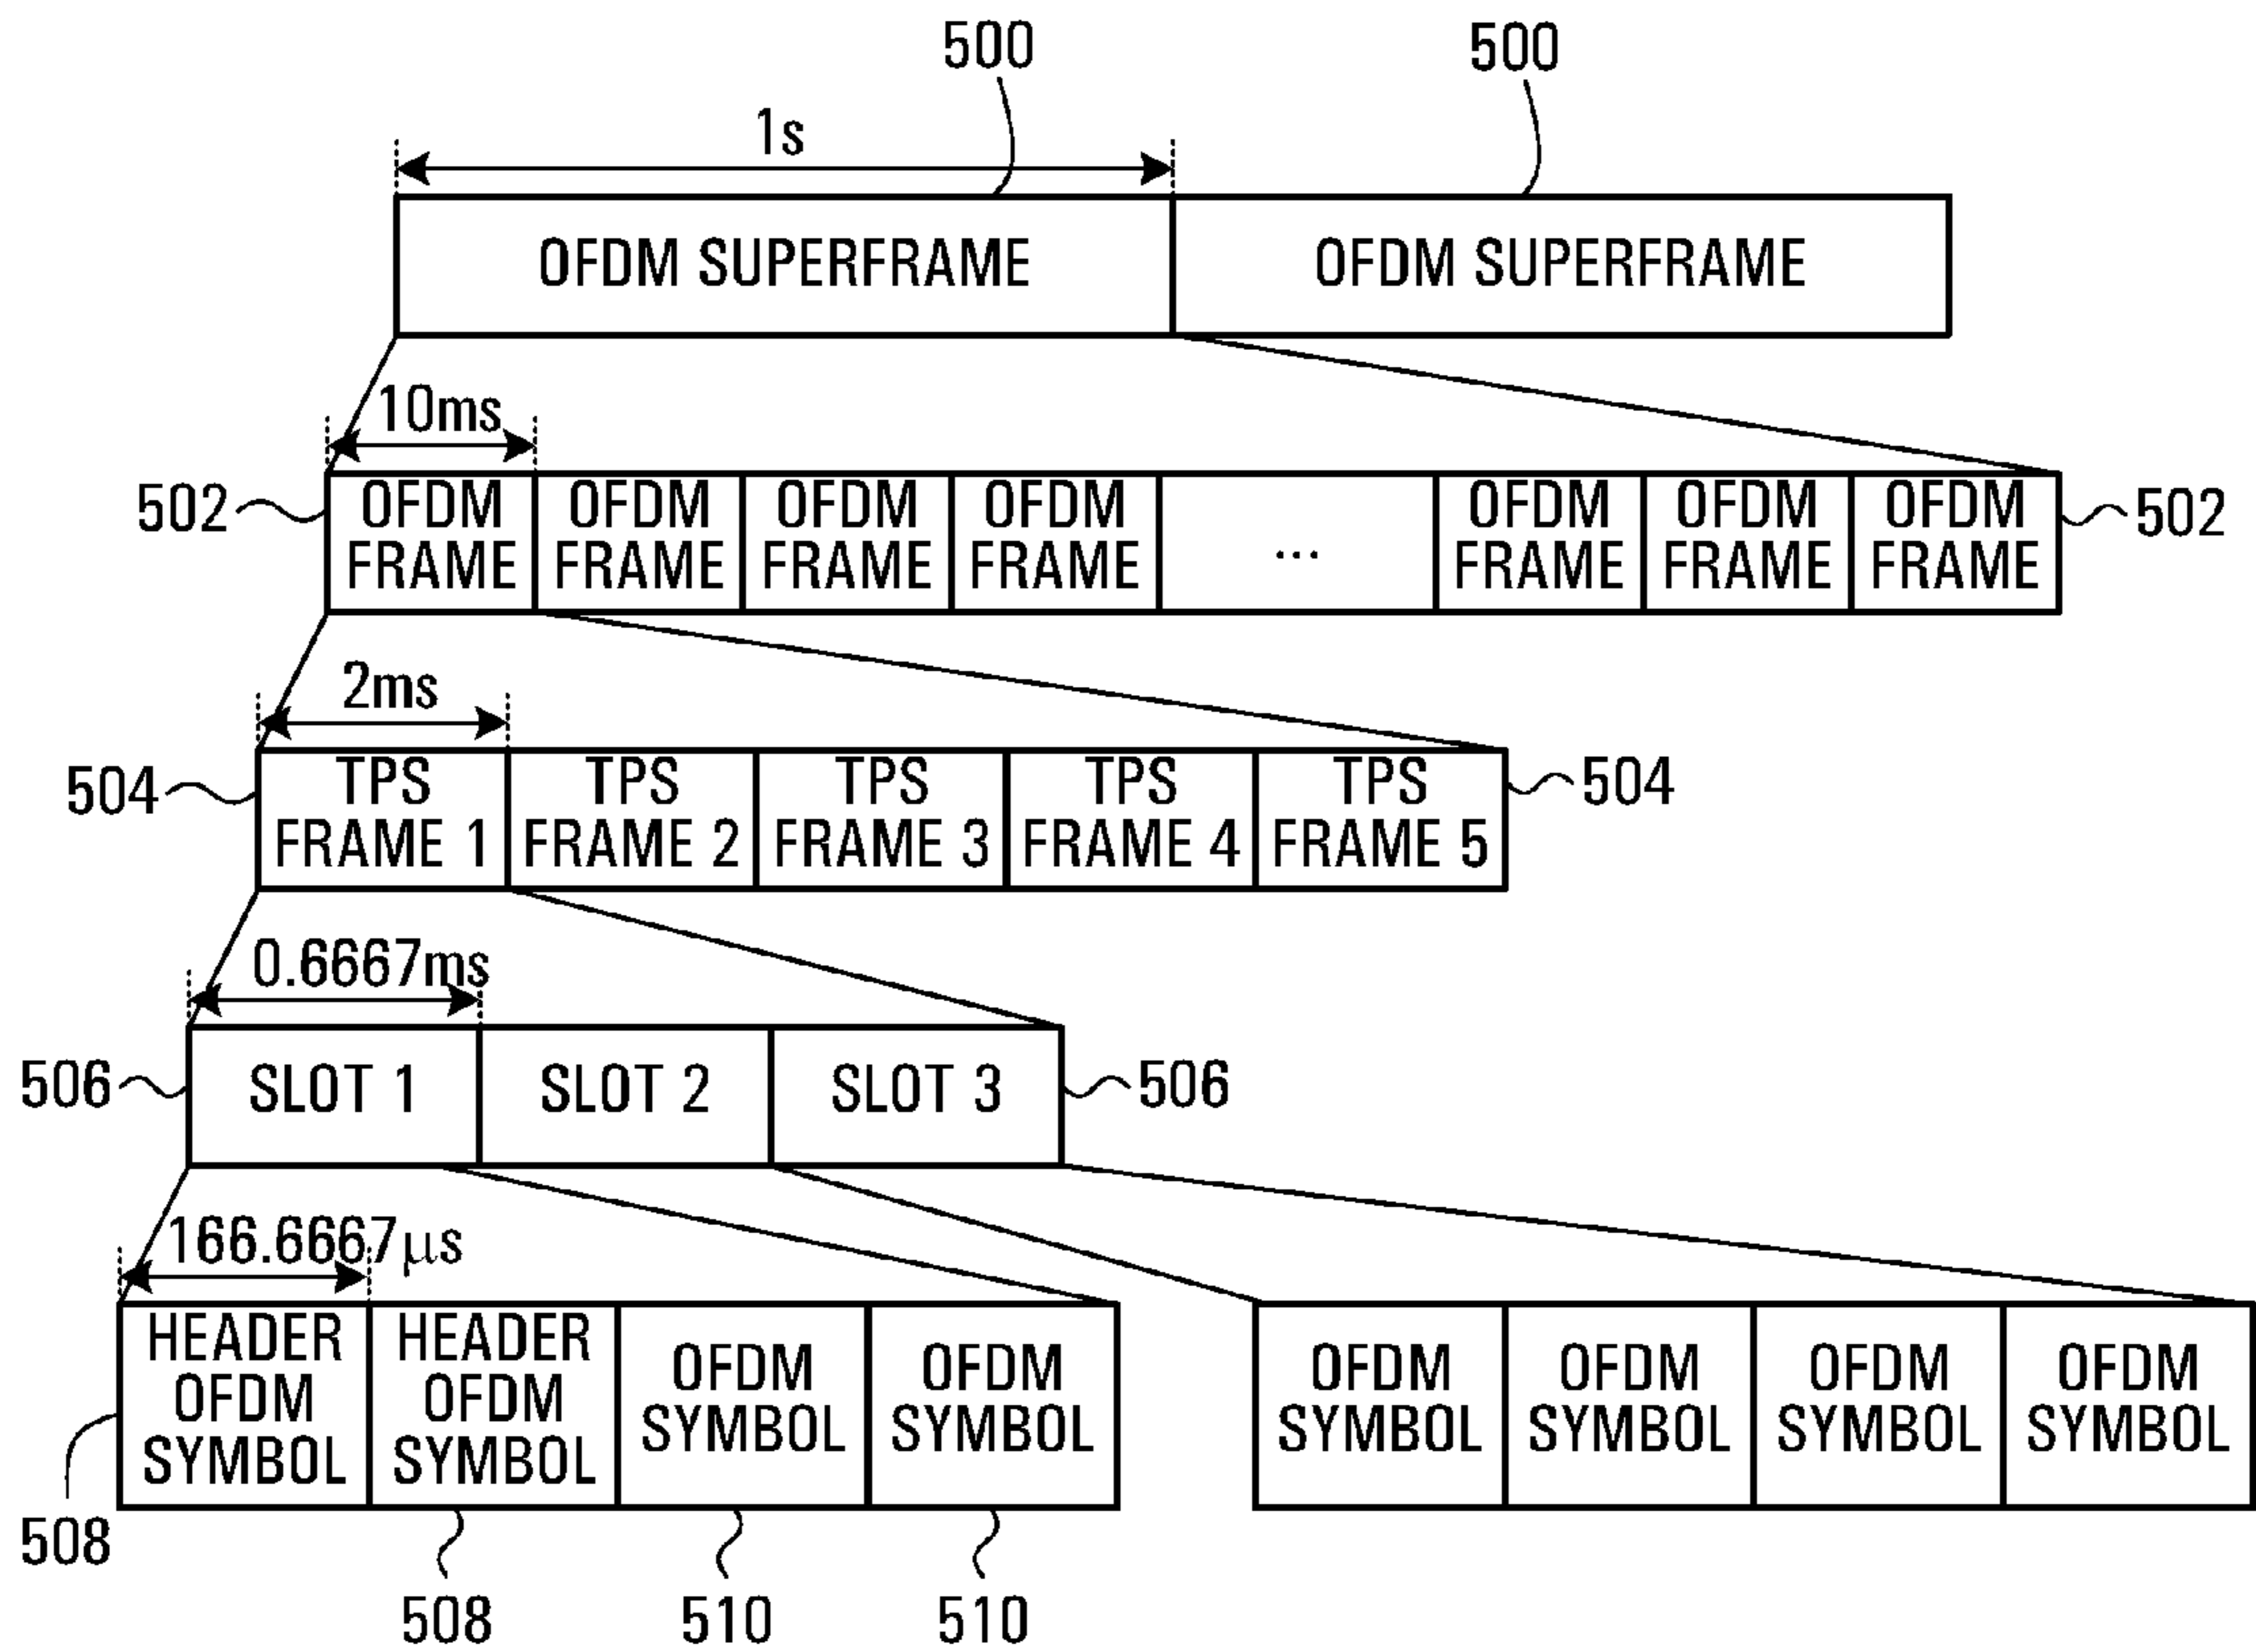 500 500
1s
OFDM SUPERFRAME OFDM SUPERFRAME
10ms
502 OFDM FRAME OFDM FRAME OFDM FRAME OFDM FRAME ... OFDM FRAME OFDM FRAME OFDM FRAME 502
2ms
504 TPS FRAME 1 TPS FRAME 2 TPS FRAME 3 TPS FRAME 4 TPS FRAME 5 504
0.6667ms
506 SLOT 1 SLOT 2 SLOT 3 506
166.6667μs
HEADER OFDM SYMBOL HEADER OFDM SYMBOL OFDM SYMBOL OFDM SYMBOL OFDM SYMBOL OFDM SYMBOL OFDM SYMBOL OFDM SYMBOL
508
508 510 510